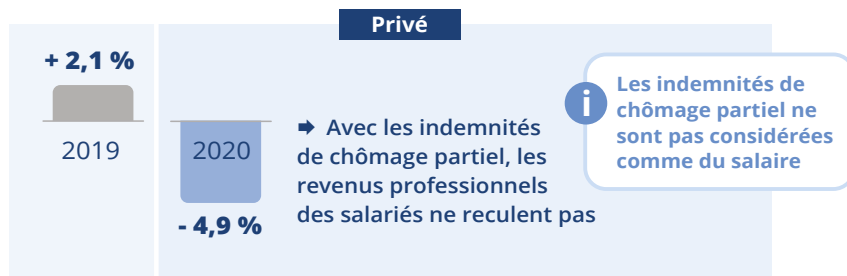 Privé
+ 2,1 %
2019
2020
- 4,9 %
➡ Avec les indemnités
de chômage partiel, les
revenus professionnels
des salariés ne reculent pas
i
Les indemnités de
chômage partiel ne
sont pas considérées
comme du salaire